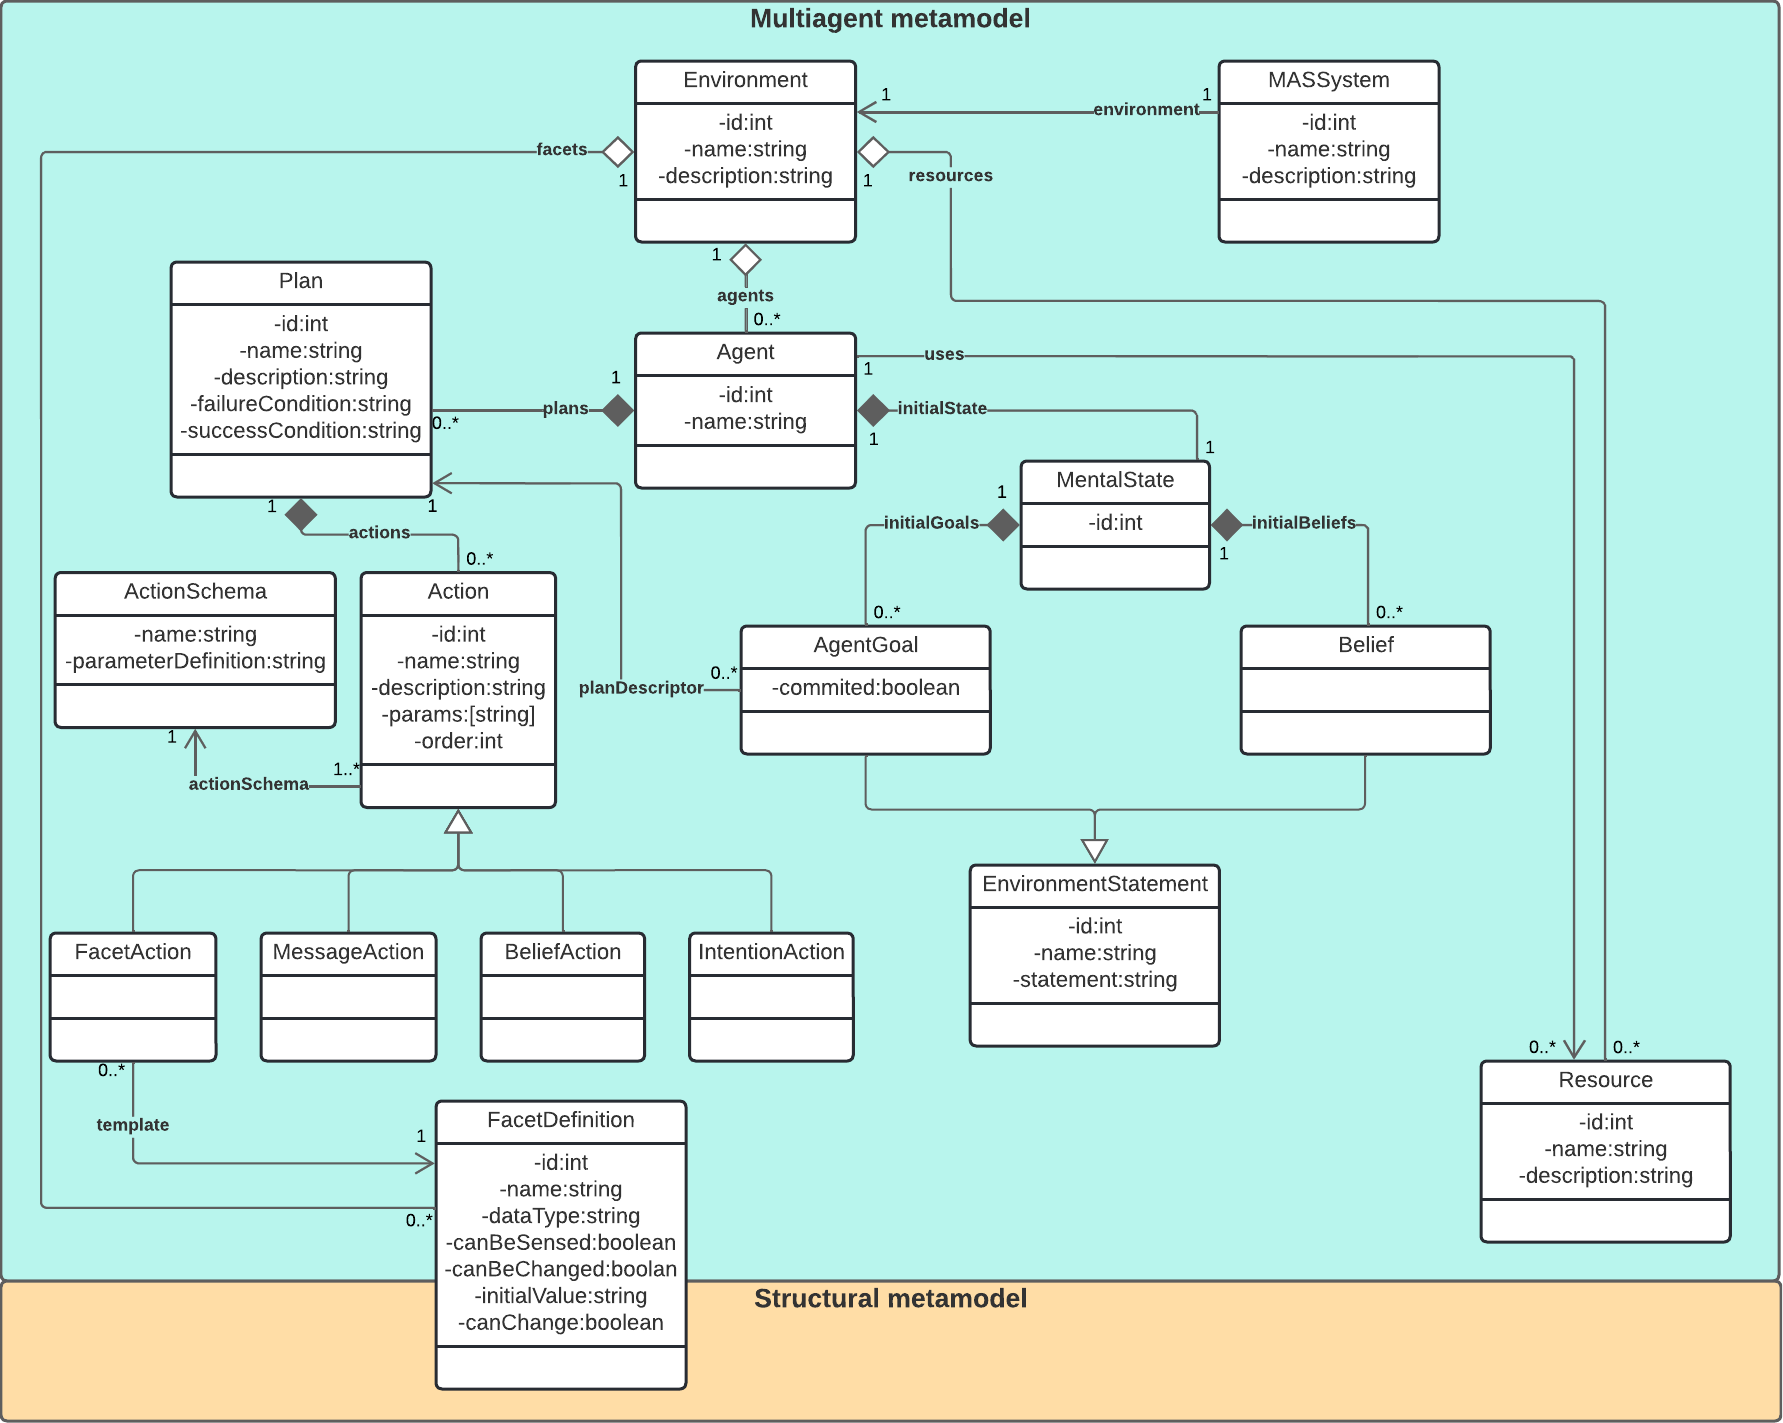 Multiagent metamodel
Environment
-id:int
-name:string
-description:string
MASSystem
-id:int
-name:string
-description:string
1
environment
1
facets
1
1
resources
1
agents
0..*
Plan
-id:int
-name:string
-description:string
-failureCondition:string
-successCondition:string
Agent
-id:int
-name:string
uses
1
1
plans
0..*
initialState
1
1
MentalState
-id:int
1
initialGoals
initialBeliefs
1
1
1
actions
0..*
0..*
0..*
ActionSchema
-name:string
-parameterDefinition:string
Action
-id:int
-name:string
-description:string
-params:[string]
-order:int
AgentGoal
-commited:boolean
Belief
planDescriptor
0..*
1
actionSchema
1..*
EnvironmentStatement
-id:int
-name:string
-statement:string
FacetAction
MessageAction
BeliefAction
IntentionAction
0..*
0..*
Resource
-id:int
-name:string
-description:string
0..*
template
1
FacetDefinition
-id:int
-name:string
-dataType:string
-canBeSensed:boolean
-canBeChanged:boolan
-initialValue:string
-canChange:boolean
0..*
Structural metamodel